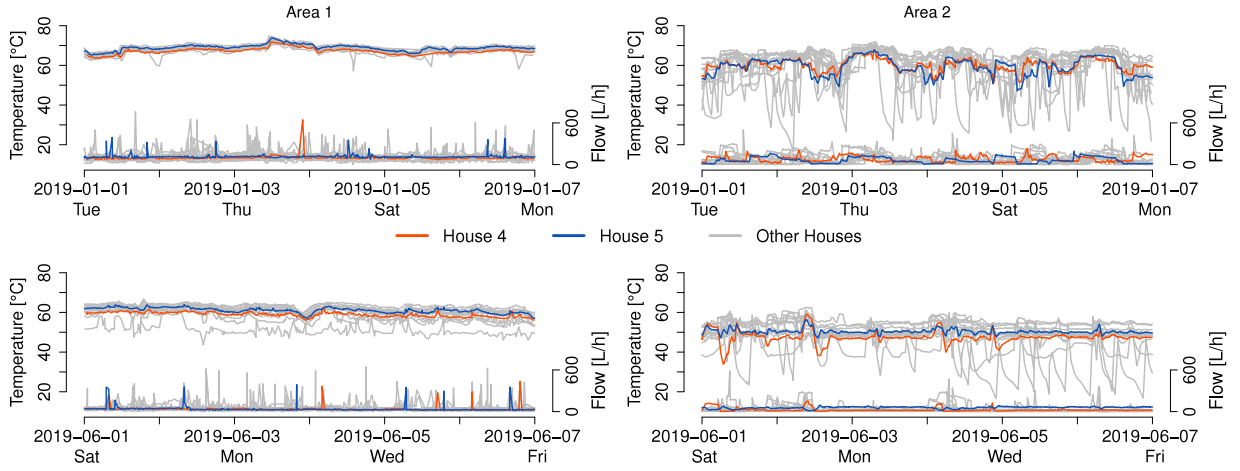 Area 1
Area 2
Temperature [°C]
80
60
40
20
Flow [L/h]
600
0
2019−01−01
2019−01−03
2019−01−05
2019−01−07
Tue
Thu
Sat
Mon
Temperature [°C]
80
60
40
20
Flow [L/h]
600
0
2019−01−01
2019−01−03
2019−01−05
2019−01−07
Tue
Thu
Sat
Mon
House 4
House 5
Other Houses
Temperature [°C]
80
60
40
20
Flow [L/h]
600
0
2019−06−01
2019−06−03
2019−06−05
2019−06−07
Sat
Mon
Wed
Fri
Temperature [°C]
80
60
40
20
Flow [L/h]
600
0
2019−06−01
2019−06−03
2019−06−05
2019−06−07
Sat
Mon
Wed
Fri